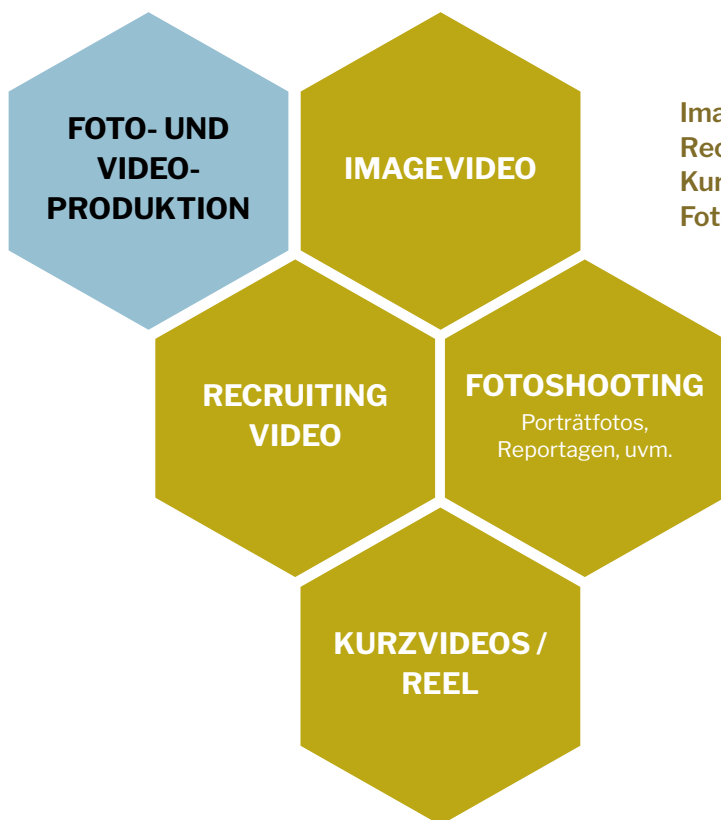 FOTO- UND
VIDEO-
PRODUKTION
IMAGEVIDEO
RECRUITING
VIDEO
FOTOSHOOTING
Porträtfotos,
Reportagen, uvm.
KURZVIDEOS /
REEL